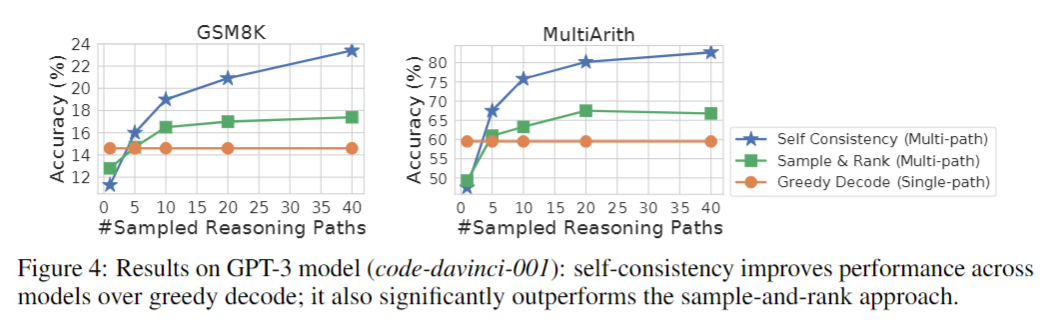 GSM8K
Accuracy (%)
24
22
20
18
16
14
12
0 5 10 15 20 25 30 35 40
#Sampled Reasoning Paths
MultiArith
Accuracy (%)
80
75
70
65
60
55
50
0 5 10 15 20 25 30 35 40
#Sampled Reasoning Paths
Self Consistency (Multi-path)
Sample & Rank (Multi-path)
Greedy Decode (Single-path)
Figure 4: Results on GPT-3 model (code-davinci-001): self-consistency improves performance across
models over greedy decode; it also significantly outperforms the sample-and-rank approach.